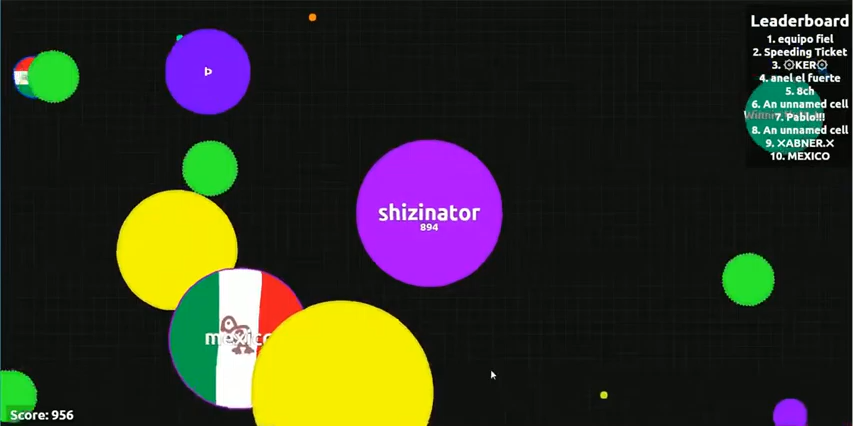 Leaderboard
1. equipo fiel
2. Speeding Ticket
3. ۞KER۞
4. anel el fuerte
5. 8ch
6. An unnamed cell
7. Pablo!!!
8. An unnamed cell
9. ✕ABNER.✕
10. MEXICO
Þ
shizinator
894
mexico
Score: 956